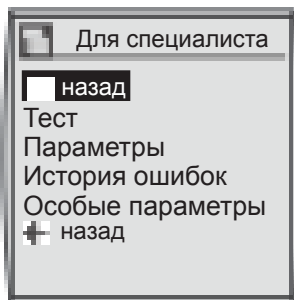 Для специалиста
назад
Тест
Параметры
История ошибок
Особые параметры
назад